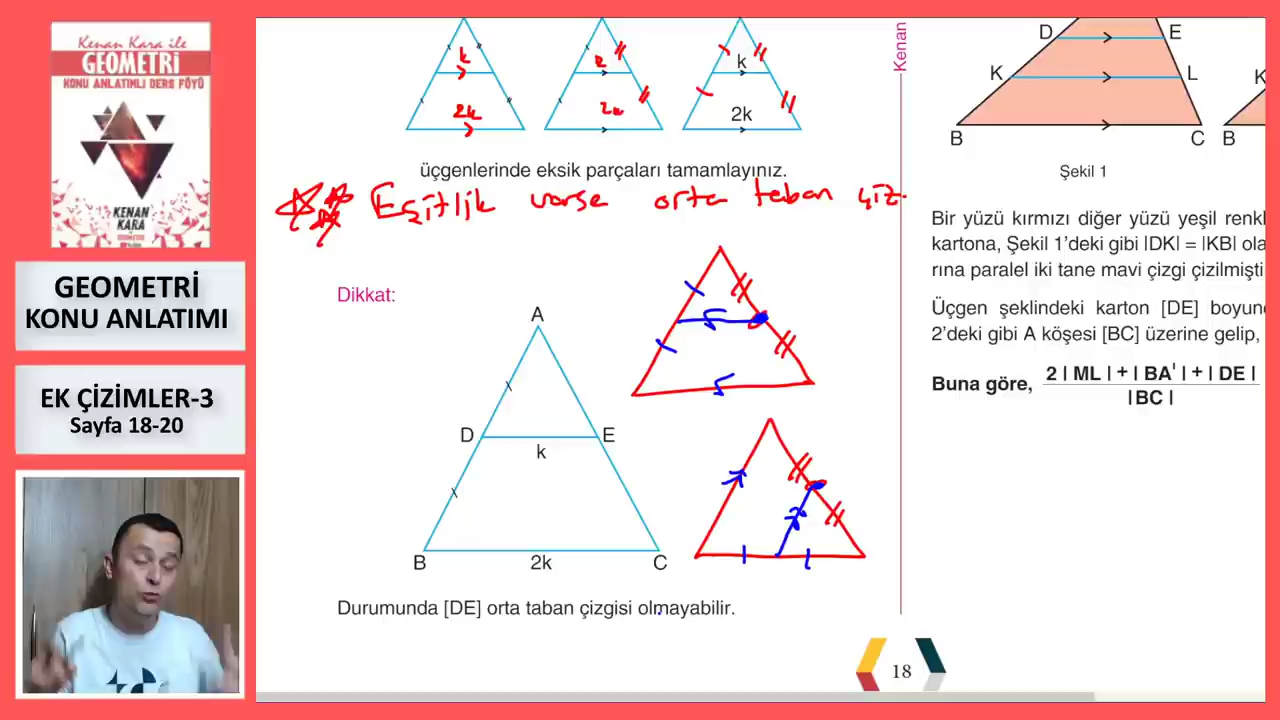 Kenan Kara ile
GEOMETRİ
KONU ANLATIMLI DERS FÖYÜ
KENAN
KARA
GEOMETRİ
KONU ANLATIMI
EK ÇİZİMLER-3
Sayfa 18-20
k
2k
k
2k
k
2k
üçgenlerinde eksik parçaları tamamlayınız.
Eşitlik varsa orta taban çiz.
Dikkat:
A
D
E
k
B
2k
C
Durumunda [DE] orta taban çizgisi olmayabilir.
18
Kenan
D
E
K
L
B
C
K
B
Şekil 1
Bir yüzü kırmızı diğer yüzü yeşil renkl
kartona, Şekil 1'deki gibi |DK| = |KB| ola
rına paralel iki tane mavi çizgi çizilmişti
Üçgen şeklindeki karton [DE] boyun
2'deki gibi A köşesi [BC] üzerine gelip,
Buna göre, 2 | ML | + | BA' | + | DE |
|BC |